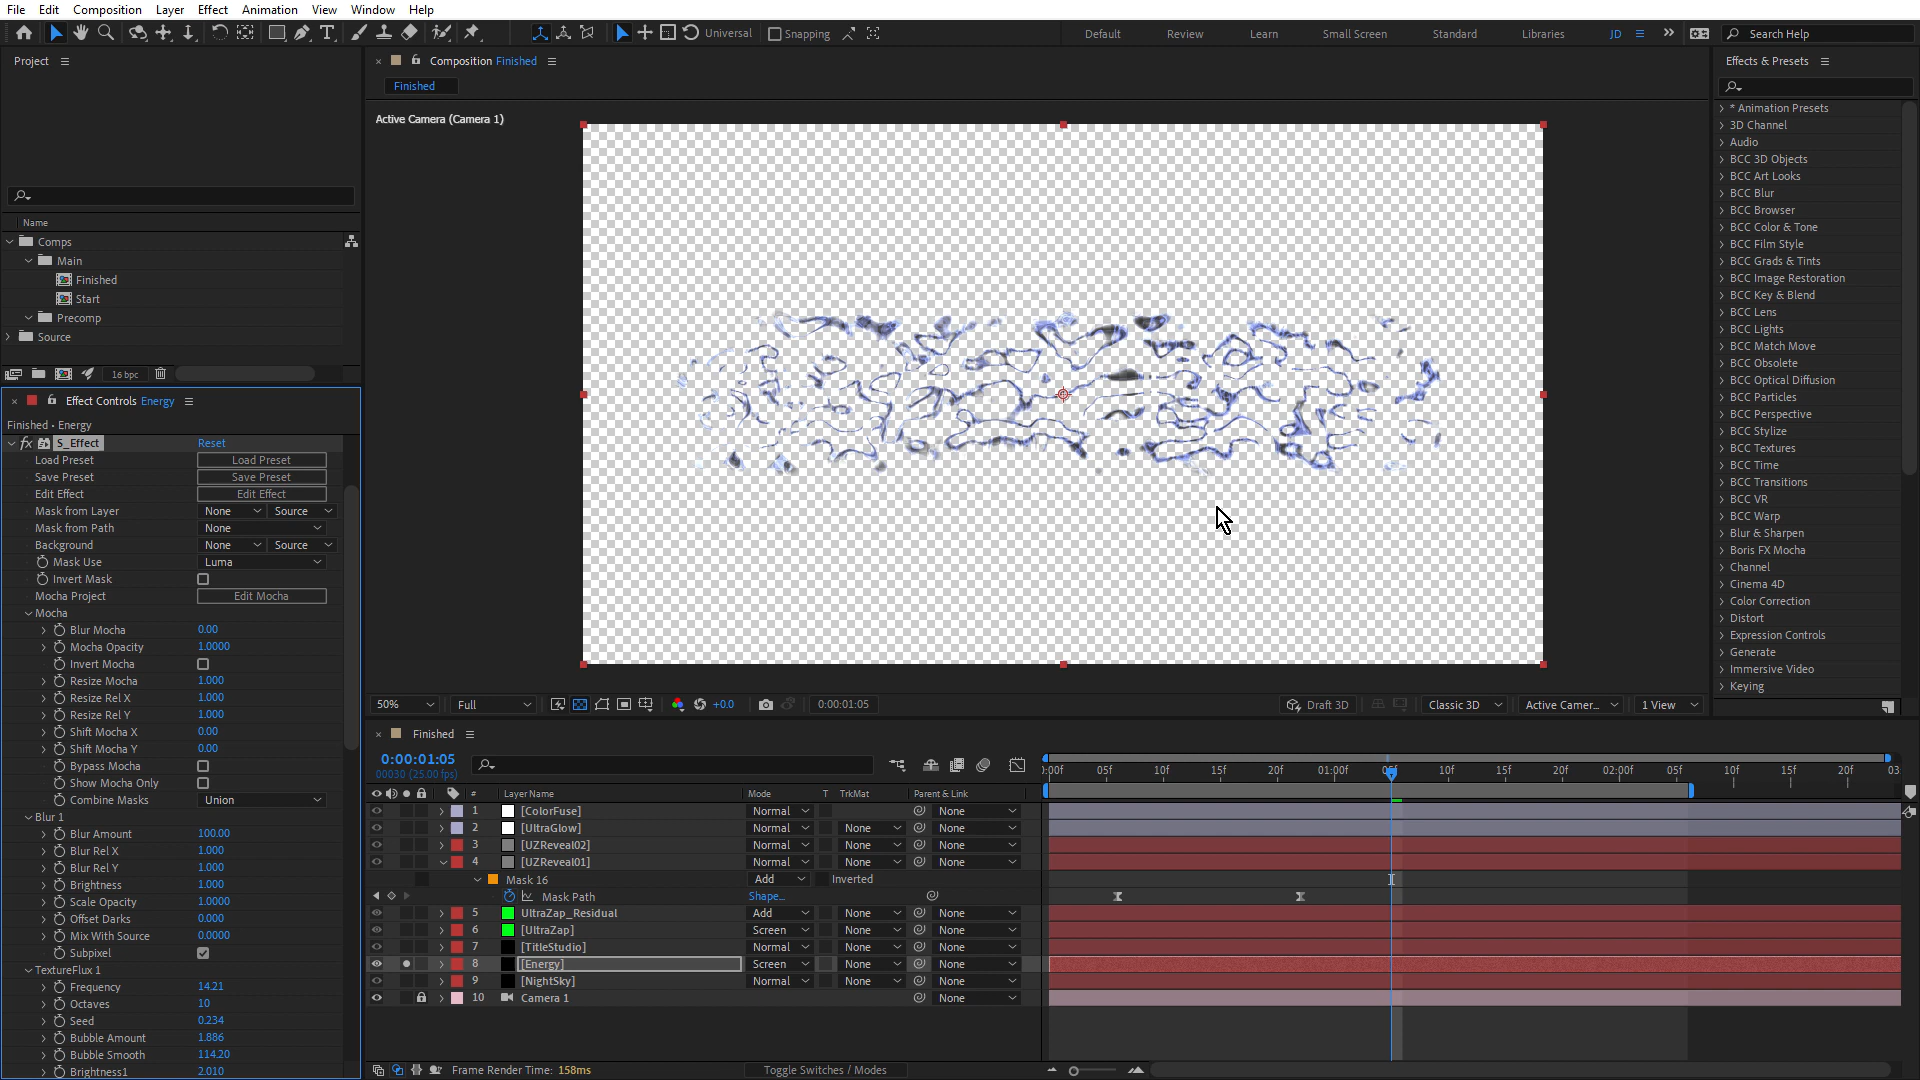 File Edit Composition Layer Effect Animation View Window Help
Universal Snapping Default Review Learn Small Screen Standard Libraries JD Search Help
Project
Name
Comps
Main
Finished
Start
Precomp
Source
16 bpc
Effect Controls Energy
Finished • Energy
fx S_Effect Reset
Load Preset Load Preset
Save Preset Save Preset
Edit Effect Edit Effect
Mask from Layer None Source
Mask from Path None
Background None Source
Mask Use Luma
Invert Mask
Mocha Project Edit Mocha
Mocha
Blur Mocha 0.00
Mocha Opacity 1.0000
Invert Mocha
Resize Mocha 1.000
Resize Rel X 1.000
Resize Rel Y 1.000
Shift Mocha X 0.00
Shift Mocha Y 0.00
Bypass Mocha
Show Mocha Only
Combine Masks Union
Blur 1
Blur Amount 100.00
Blur Rel X 1.000
Blur Rel Y 1.000
Brightness 1.000
Scale Opacity 1.0000
Offset Darks 0.000
Mix With Source 0.0000
Subpixel
TextureFlux 1
Frequency 14.21
Octaves 10
Seed 0.234
Bubble Amount 1.886
Bubble Smooth 114.20
Brightness1 2.010
Composition Finished
Finished
Active Camera (Camera 1)
50% Full +0.0 0:00:01:05 Draft 3D Classic 3D Active Camer... 1 View
Effects & Presets
* Animation Presets
3D Channel
Audio
BCC 3D Objects
BCC Art Looks
BCC Blur
BCC Browser
BCC Color & Tone
BCC Film Style
BCC Grads & Tints
BCC Image Restoration
BCC Key & Blend
BCC Lens
BCC Lights
BCC Match Move
BCC Obsolete
BCC Optical Diffusion
BCC Particles
BCC Perspective
BCC Stylize
BCC Textures
BCC Time
BCC Transitions
BCC VR
BCC Warp
Blur & Sharpen
Boris FX Mocha
Channel
Cinema 4D
Color Correction
Distort
Expression Controls
Generate
Immersive Video
Keying
Finished
0:00:01:05
00030 (25.00 fps)
:00f 05f 10f 15f 20f 01:00f 05f 10f 15f 20f 02:00f 05f 10f 15f 20f 03:
# Layer Name Mode T TrkMat Parent & Link
1 [ColorFuse] Normal None
2 [UltraGlow] Normal None None
3 [UZReveal02] Normal None None
4 [UZReveal01] Normal None None
Mask 16 Add Inverted
Mask Path Shape...
5 UltraZap_Residual Add None None
6 [UltraZap] Screen None None
7 [TitleStudio] Normal None None
8 [Energy] Screen None None
9 [NightSky] Normal None None
10 Camera 1 None
Frame Render Time: 158ms Toggle Switches / Modes